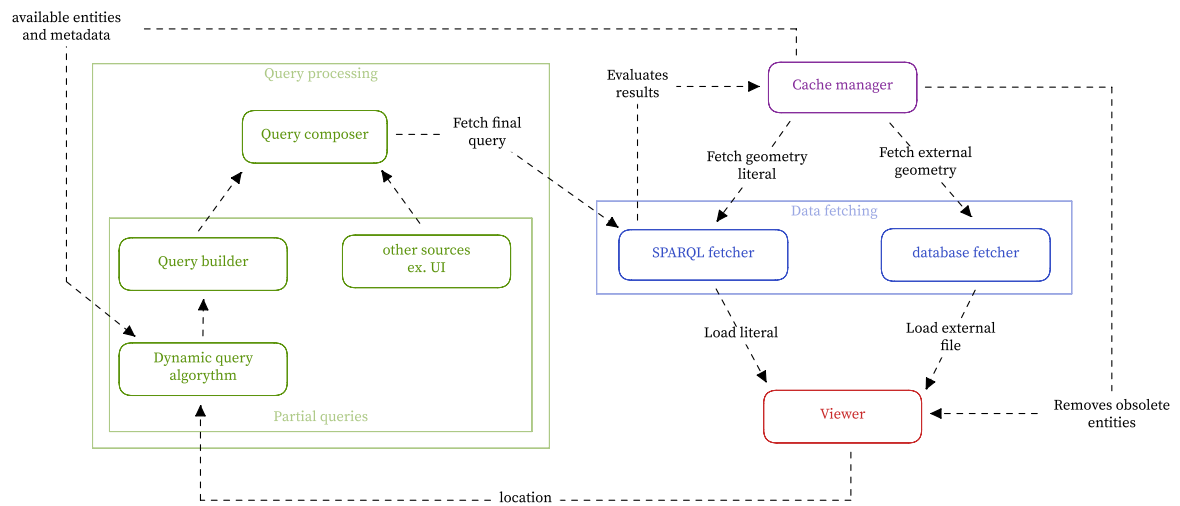 available entities
and metadata
Query processing
Evaluates
results
Cache manager
Query composer
Fetch final
query
Fetch geometry
literal
Fetch external
geometry
Data fetching
Query builder
other sources
ex. UI
SPARQL fetcher
database fetcher
Dynamic query
algorythm
Load literal
Load external
file
Partial queries
Viewer
Removes obsolete
entities
location